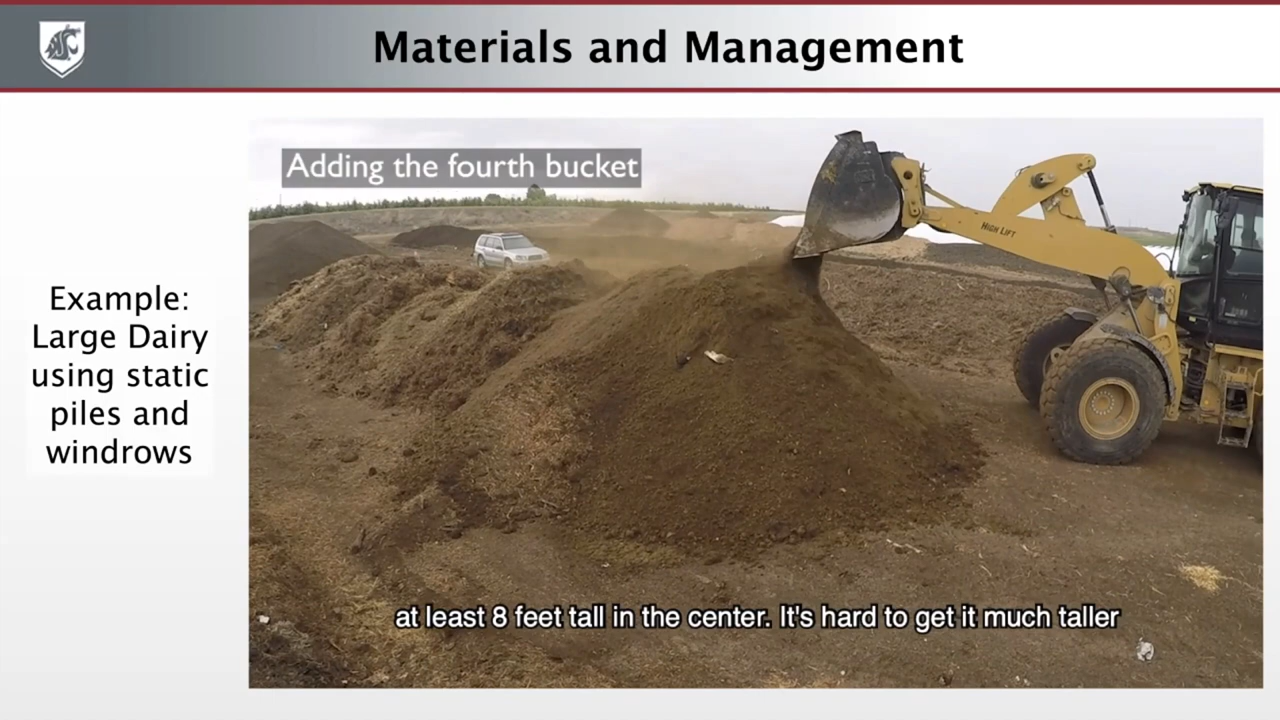 Materials and Management
Adding the fourth bucket
HIGH LIFT
Example:
Large Dairy
using static
piles and
windrows
at least 8 feet tall in the center. It's hard to get it much taller